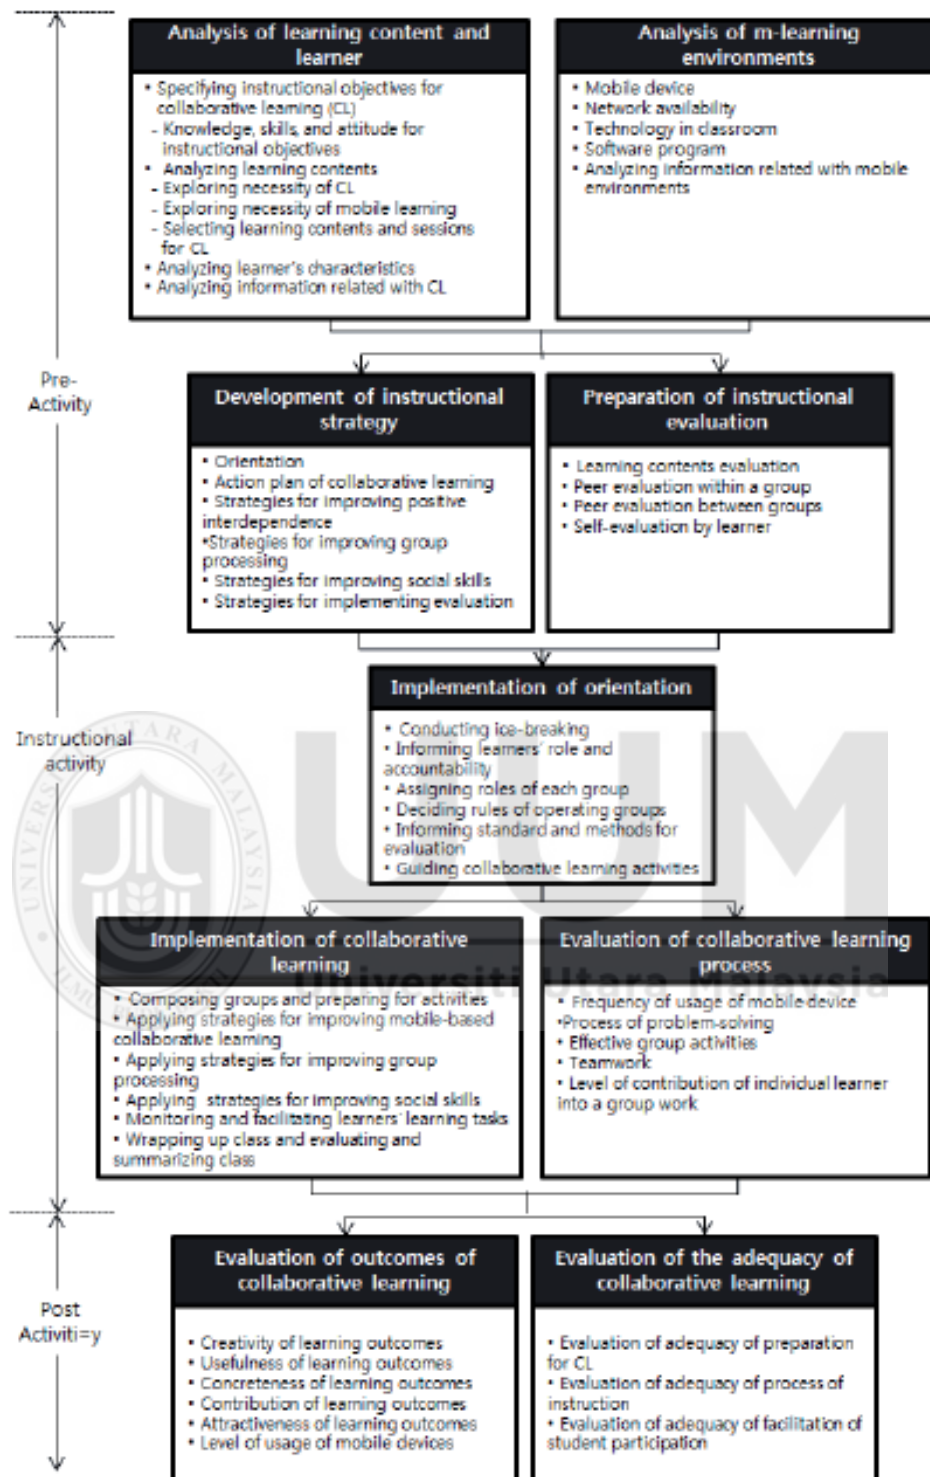 Analysis of learning content and
learner
• Specifying instructional objectives for
collaborative learning (CL)
- Knowledge, skills, and attitude for
instructional objectives
• Analyzing learning contents
- Exploring necessity of CL
- Exploring necessity of mobile learning
- Selecting learning contents and sessions
for CL
• Analyzing learner's characteristics
• Analyzing information related with CL
Analysis of m-learning
environments
• Mobile device
• Network availability
• Technology in classroom
• Software program
• Analyzing information related with mobile
environments
Pre-
Activity
Development of instructional
strategy
• Orientation
• Action plan of collaborative learning
• Strategies for improving positive
interdependence
•Strategies for improving group
processing
• Strategies for improving social skills
• Strategies for implementing evaluation
Preparation of instructional
evaluation
• Learning contents evaluation
• Peer evaluation within a group
• Peer evaluation between groups
• Self-evaluation by learner
Instructional
activity
Implementation of orientation
• Conducting ice-breaking
• Informing learners' role and
accountability
• Assigning roles of each group
• Deciding rules of operating groups
• Informing standard and methods for
evaluation
• Guiding collaborative learning activities
UNIVERSITI UTARA MALAYSIA
UUM
Universiti Utara Malaysia
Implementation of collaborative
learning
• Composing groups and preparing for activities
• Applying strategies for improving mobile-based
collaborative learning
• Applying strategies for improving group
processing
• Applying strategies for improving social skills
• Monitoring and facilitating learners' learning tasks
• Wrapping up class and evaluating and
summarizing class
Evaluation of collaborative learning
process
• Frequency of usage of mobile-device
•Process of problem-solving
• Effective group activities
• Teamwork
• Level of contribution of individual learner
into a group work
Post
Activiti=y
Evaluation of outcomes of
collaborative learning
• Creativity of learning outcomes
• Usefulness of learning outcomes
• Concreteness of learning outcomes
• Contribution of learning outcomes
• Attractiveness of learning outcomes
• Level of usage of mobile devices
Evaluation of the adequacy of
collaborative learning
• Evaluation of adequacy of preparation
for CL
• Evaluation of adequacy of process of
instruction
• Evaluation of adequacy of facilitation of
student participation